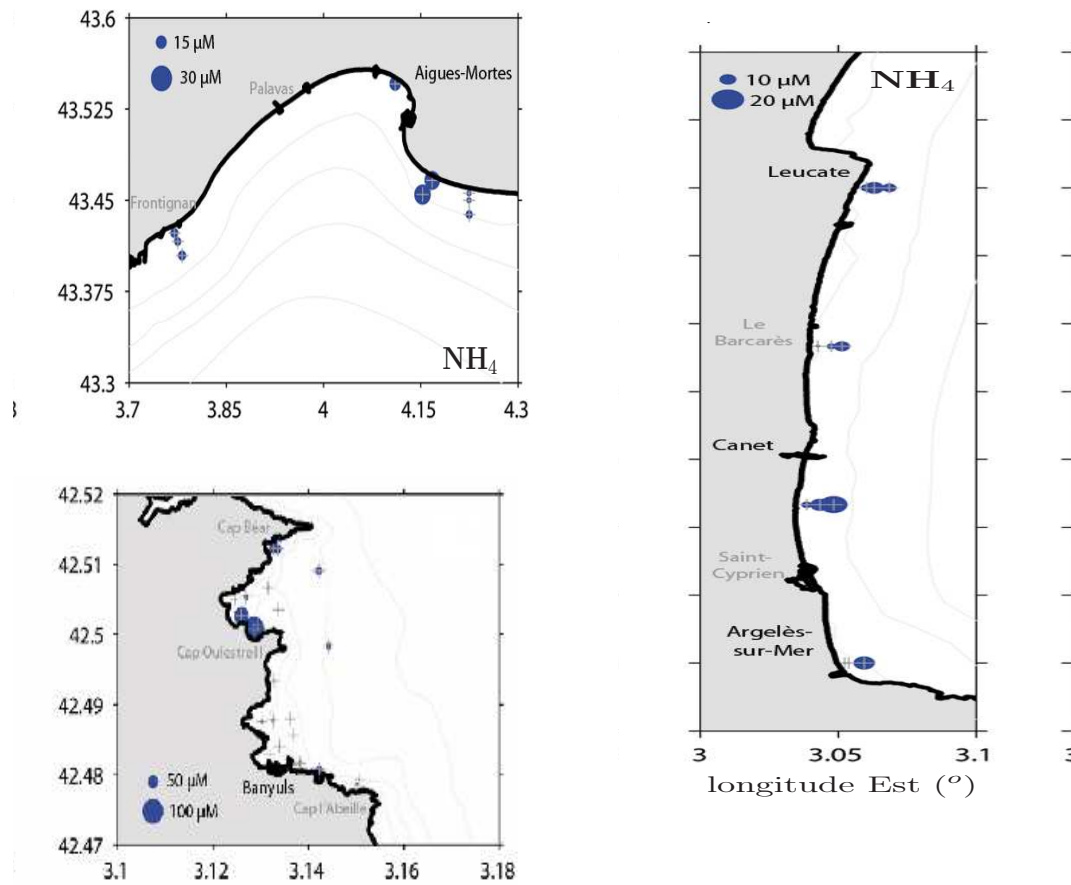 43.6
15 µM
30 µM
Palavas
Aigues-Mortes
43.525
Frontignan
43.45
43.375
NH₄
43.3
3.7 3.85 4 4.15 4.3
10 µM
20 µM
NH₄
Leucate
Le
Barcarès
Canet
Saint-
Cyprien
Argelès-
sur-Mer
3 3.05 3.1
longitude Est (°)
42.52
Cap Béar
42.51
42.5
42.49
42.48
50 µM
100 µM
Banyuls
Cap l'Abeille
42.47
3.1 3.12 3.14 3.16 3.18